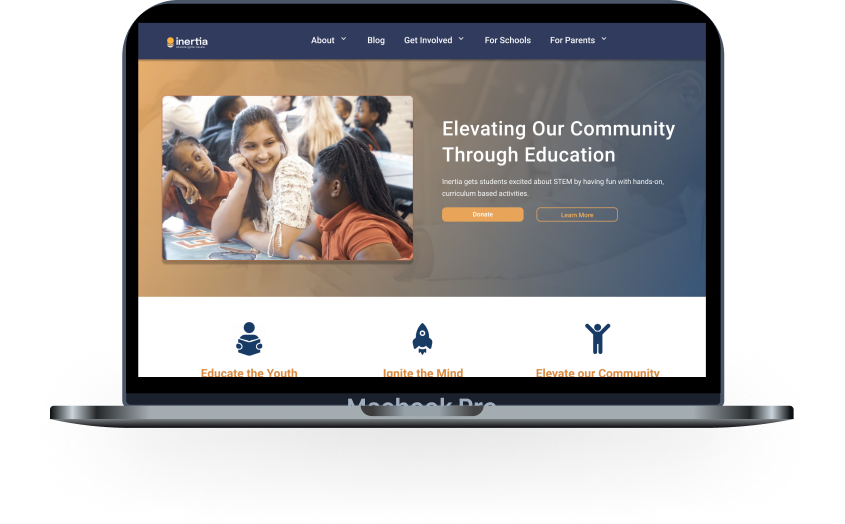 inertia
About
Blog
Get Involved
For Schools
For Parents
Elevating Our Community
Through Education
Inertia gets students excited about STEM by having fun with hands-on,
curriculum based activities.
Donate
Learn More
Educate the Youth
Ignite the Mind
Elevate our Community
Macbook Pro